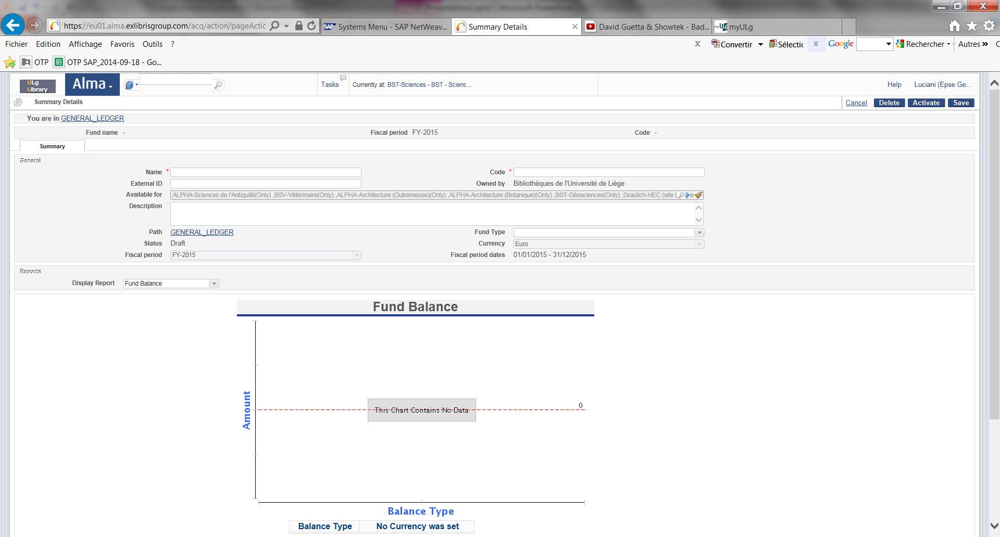 https://eu01.alma.exlibrisgroup.com/acq/action/pageActic
SAP Systems Menu - SAP NetWeav...
Summary Details
David Guetta & Showtek - Bad...
myULg
Fichier Edition Affichage Favoris Outils ?
x Convertir Sélectic x Google Rechercher Autres »
OTP OTP SAP_2014-09-18 - Go...
ULg Library
Alma
Tasks
Currently at: BST-Sciences - BST - Scienc...
Help
Luciani (Epse Ge...
Summary Details
Cancel Delete Activate Save
You are in GENERAL_LEDGER
Fund name - Fiscal period FY-2015 Code -
Summary
General
Name * Code *
External ID Owned by Bibliothèques de l'Université de Liège
Available for ALPHA-Sciences de l'Antiquité(Only) ,BSV-Vétérinaire(Only) ,ALPHA-Architecture (Outremeuse)(Only) ,ALPHA-Architecture (Botanique)(Only) ,BST-Géosciences(Only) ,Graulich-HEC (site L
Description
Path GENERAL_LEDGER Fund Type
Status Draft Currency Euro
Fiscal period FY-2015 Fiscal period dates 01/01/2015 - 31/12/2015
Reports
Display Report Fund Balance
Fund Balance
Amount
0
This Chart Contains No Data
Balance Type
Balance Type No Currency was set